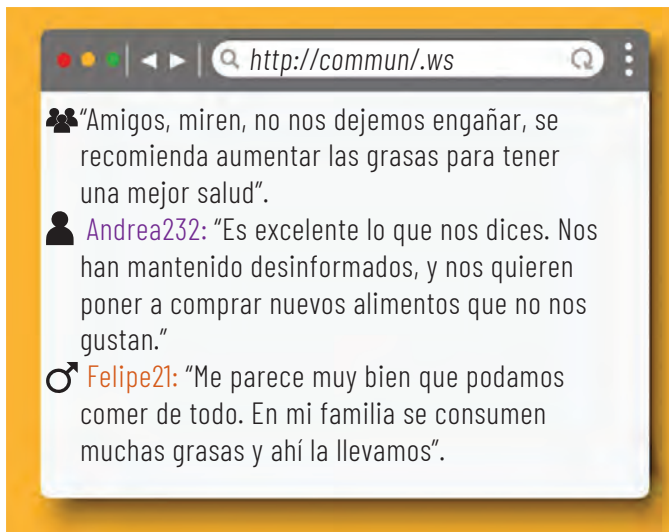 http://commun/.ws
“Amigos, miren, no nos dejemos engañar, se
recomienda aumentar las grasas para tener
una mejor salud”.
Andrea232: “Es excelente lo que nos dices. Nos
han mantenido desinformados, y nos quieren
poner a comprar nuevos alimentos que no nos
gustan.”
Felipe21: “Me parece muy bien que podamos
comer de todo. En mi familia se consumen
muchas grasas y ahí la llevamos”.